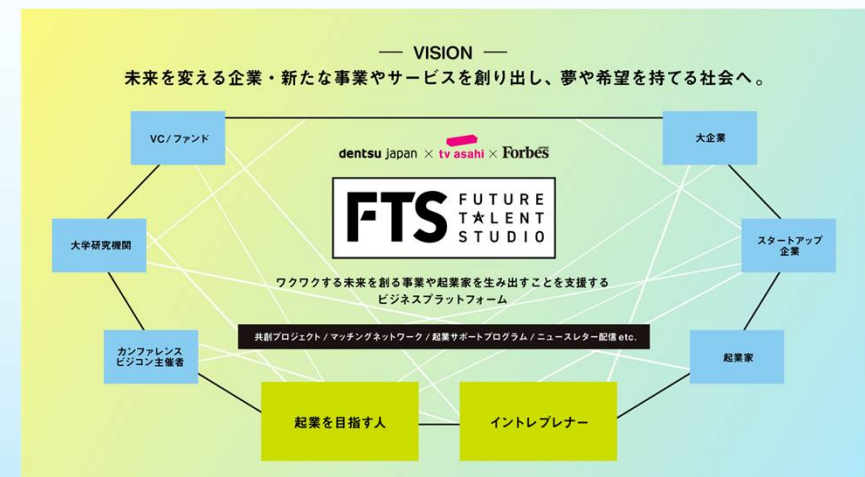 VISION
未来を変える企業・新たな事業やサービスを創り出し、夢や希望を持てる社会へ。
VC/ファンド
大企業
dentsu japan × tv asahi × Forbes
FTS FUTURE TALENT STUDIO
大学研究機関
スタートアップ
企業
ワクワクする未来を創る事業や起業家を生み出すことを支援する
ビジネスプラットフォーム
共創プロジェクト/マッチングネットワーク/起業サポートプログラム/ニュースレター配信 etc.
カンファレンス
ビジコン主催者
起業家
起業を目指す人
イントレプレナー